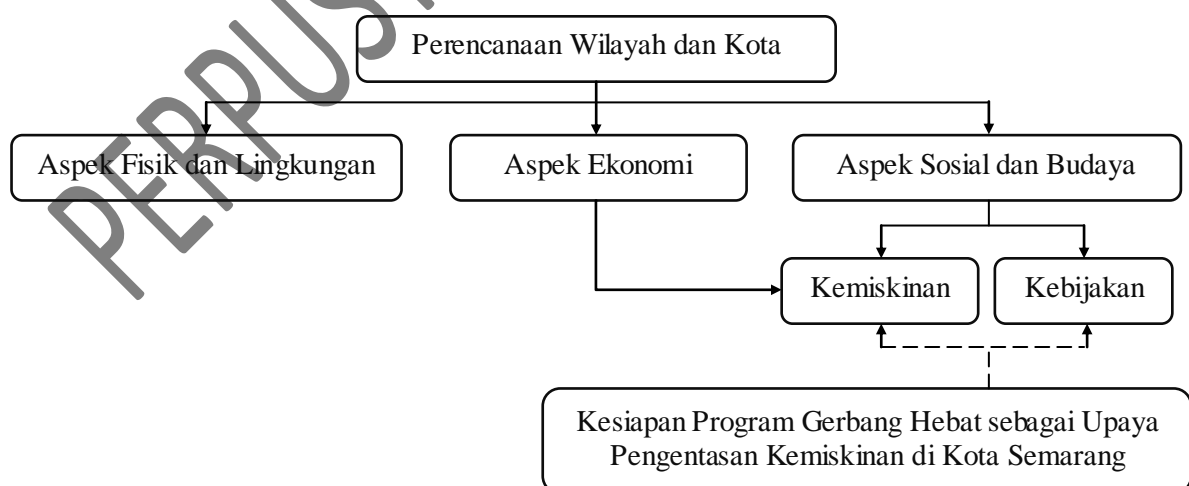 Perencanaan Wilayah dan Kota
Aspek Fisik dan Lingkungan
Aspek Ekonomi
Aspek Sosial dan Budaya
Kemiskinan
Kebijakan
Kesiapan Program Gerbang Hebat sebagai Upaya
Pengentasan Kemiskinan di Kota Semarang